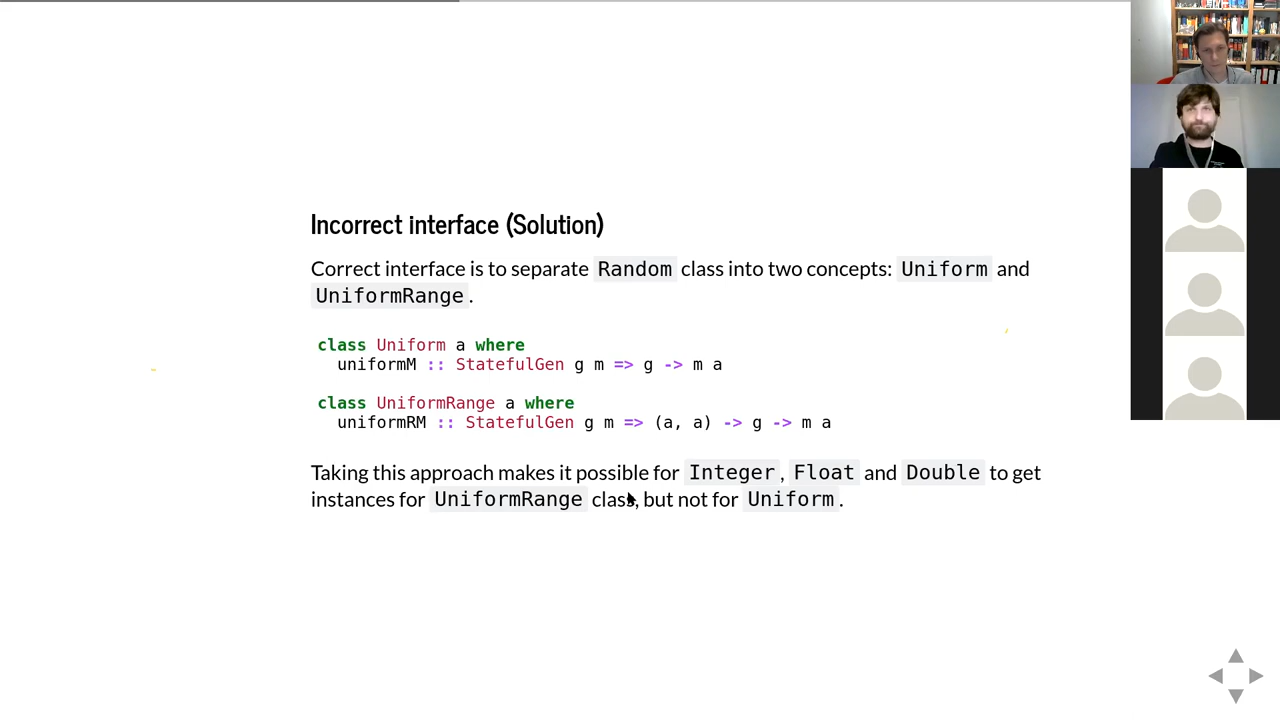 Incorrect interface (Solution)
Correct interface is to separate Random class into two concepts: Uniform and
UniformRange.
class Uniform a where
  uniformM :: StatefulGen g m => g -> m a
class UniformRange a where
  uniformRM :: StatefulGen g m => (a, a) -> g -> m a
Taking this approach makes it possible for Integer, Float and Double to get
instances for UniformRange class, but not for Uniform.